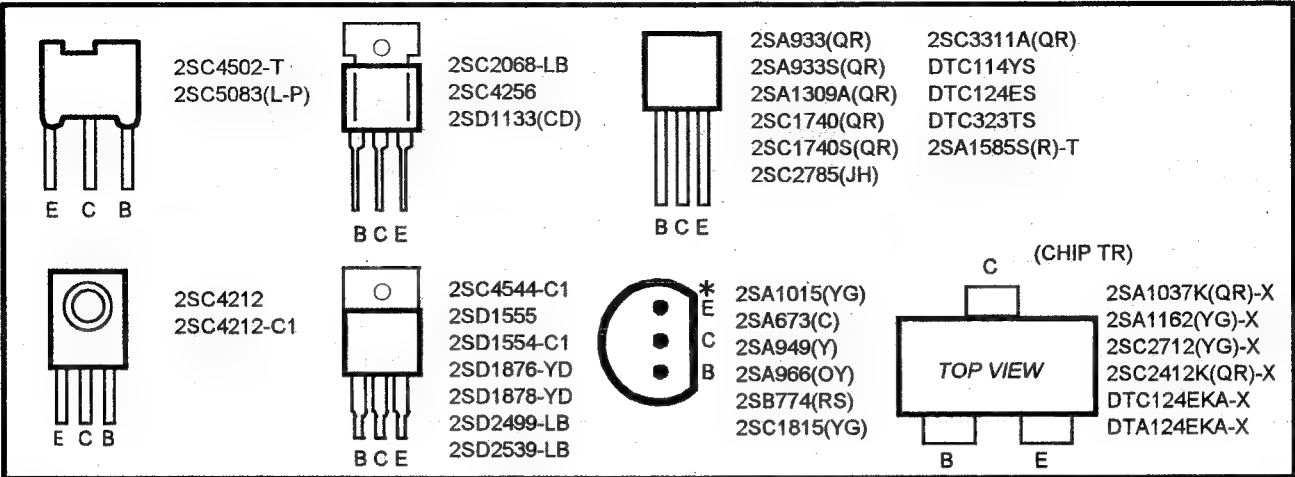 2SC4502-T
2SC5083(L-P)
E C B
2SC2068-LB
2SC4256
2SD1133(CD)
B C E
2SA933(QR)
2SA933S(QR)
2SA1309A(QR)
2SC1740(QR)
2SC1740S(QR)
2SC2785(JH)
2SC3311A(QR)
DTC114YS
DTC124ES
DTC323TS
2SA1585S(R)-T
B C E
2SC4212
2SC4212-C1
E C B
2SC4544-C1
2SD1555
2SD1554-C1
2SD1876-YD
2SD1878-YD
2SD2499-LB
2SD2539-LB
B C E
*
E
C
B
2SA1015(YG)
2SA673(C)
2SA949(Y)
2SA966(OY)
2SB774(RS)
2SC1815(YG)
(CHIP TR)
C
TOP VIEW
B E
2SA1037K(QR)-X
2SA1162(YG)-X
2SC2712(YG)-X
2SC2412K(QR)-X
DTC124EKA-X
DTA124EKA-X